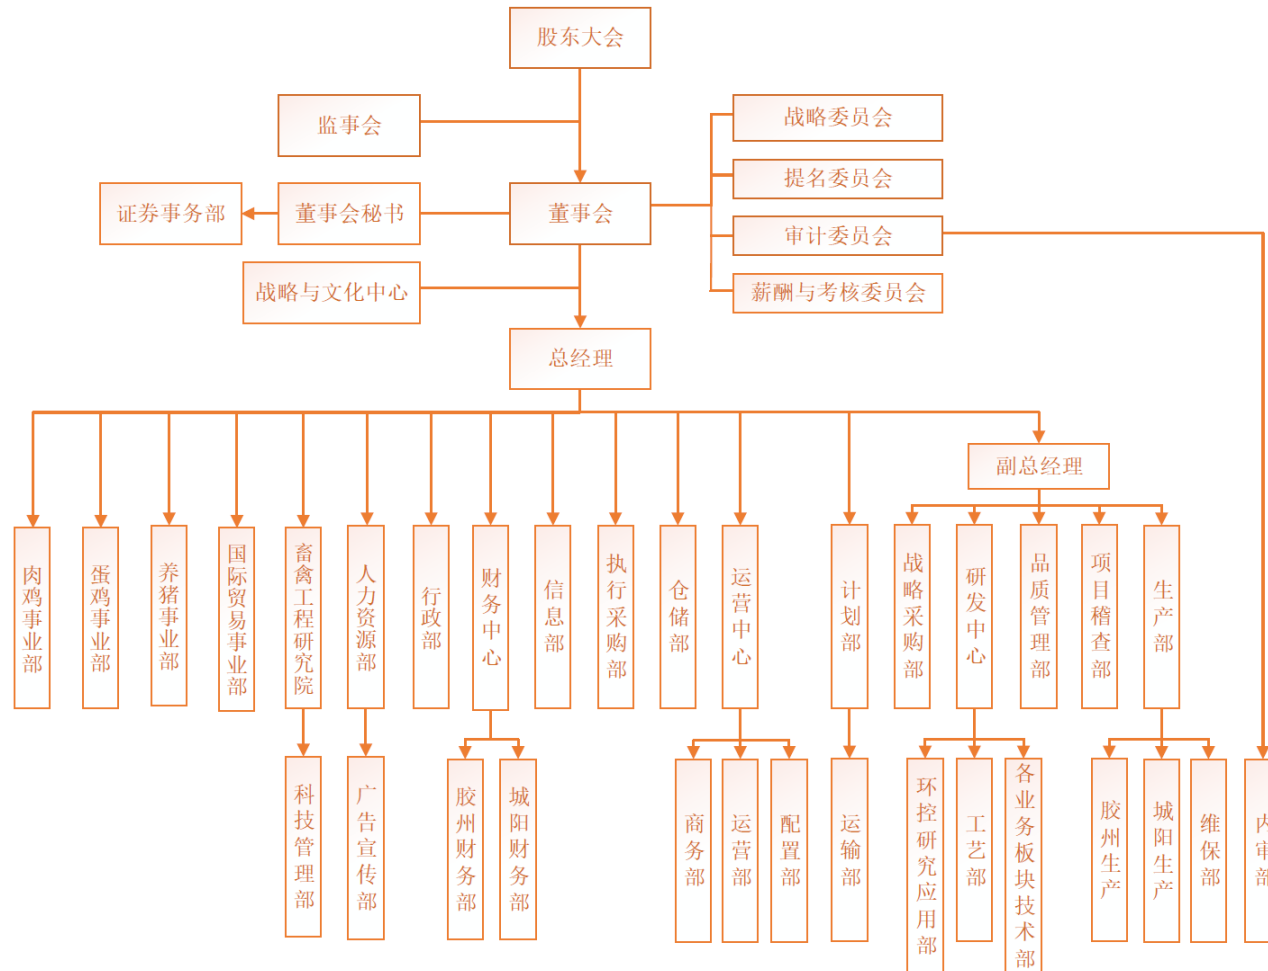 股东大会
监事会
战略委员会
提名委员会
证券事务部
董事会秘书
董事会
审计委员会
战略与文化中心
薪酬与考核委员会
总经理
副总经理
肉鸡事业部
蛋鸡事业部
养猪事业部
国际贸易事业部
畜禽工程研究院
人力资源部
行政部
财务中心
信息部
执行采购部
仓储部
运营中心
计划部
战略采购部
研发中心
品质管理部
项目稽查部
生产部
科技管理部
广告宣传部
胶州财务部
城阳财务部
商务部
运营部
配置部
运输部
环控研究应用部
工艺部
各业务板块技术部
胶州生产
城阳生产
维保部
内审部